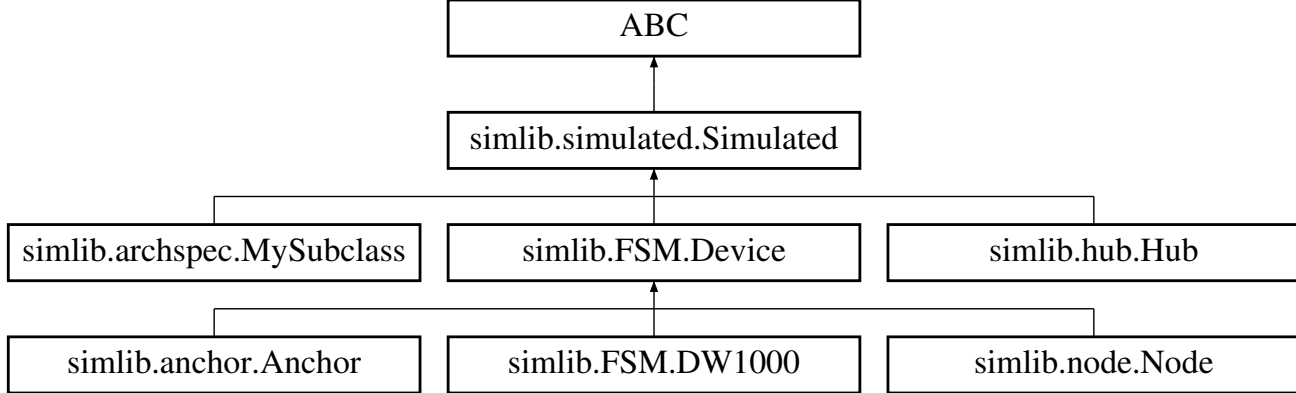 ABC
simlib.simulated.Simulated
simlib.archspec.MySubclass
simlib.FSM.Device
simlib.hub.Hub
simlib.anchor.Anchor
simlib.FSM.DW1000
simlib.node.Node